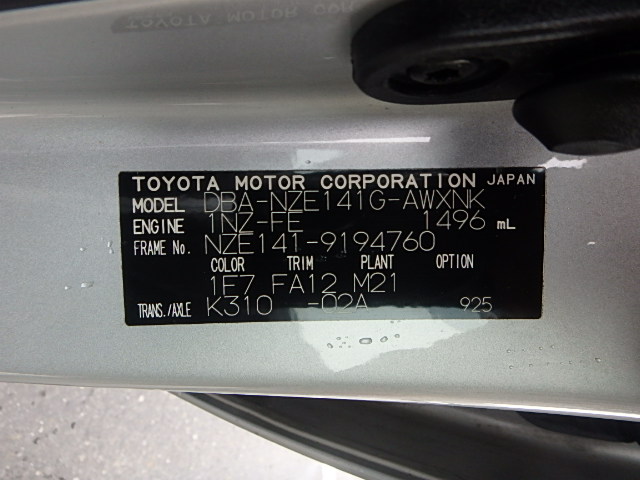 TOYOTA MOTOR CORPORATION JAPAN
MODEL DBA-NZE141G-AWXNK
ENGINE 1NZ-FE 1496 mL
FRAME No. NZE141-9194760
COLOR TRIM PLANT OPTION
1F7 FA12 M21
TRANS./AXLE K310 -02A 925